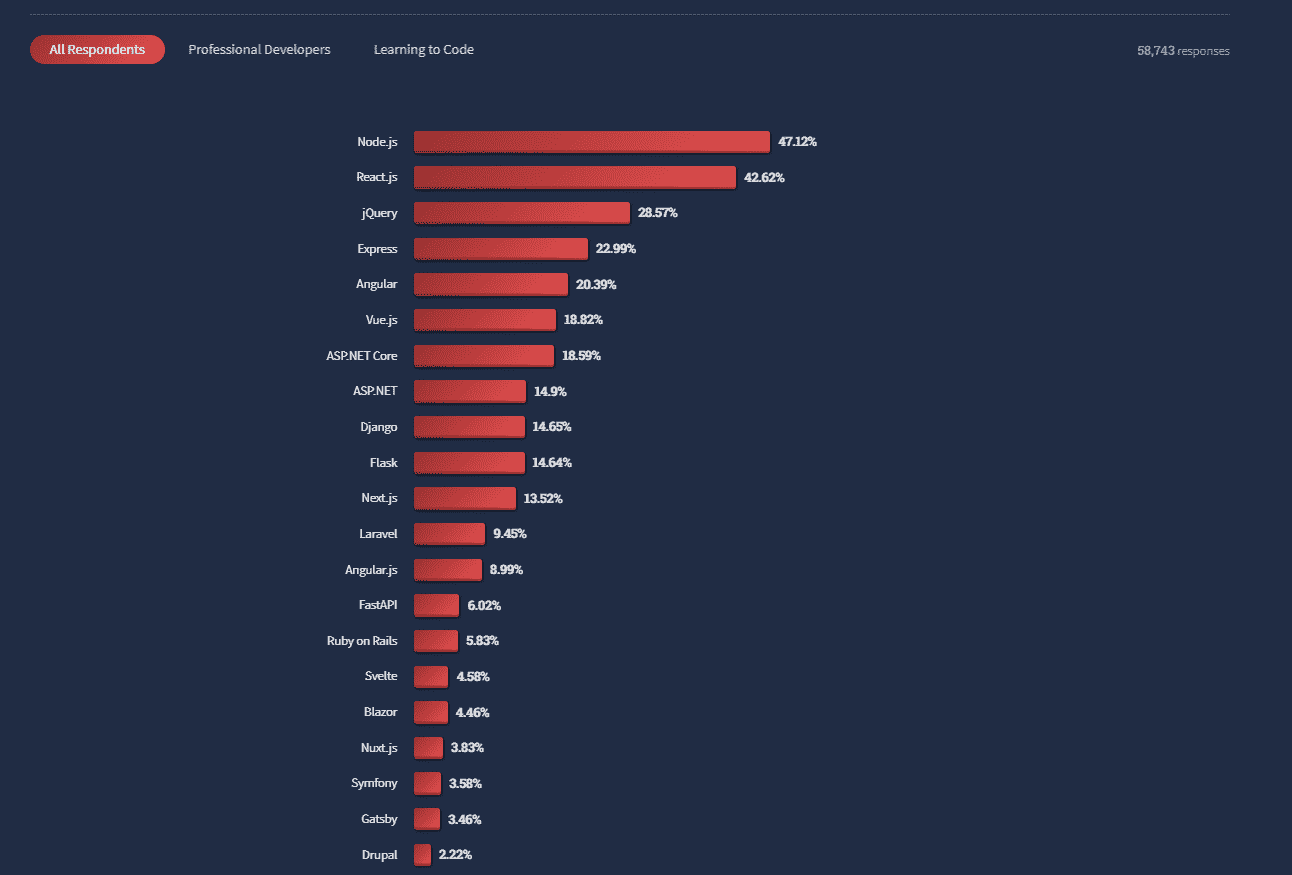 All Respondents Professional Developers Learning to Code 58,743 responses
Node.js 47.12%
React.js 42.62%
jQuery 28.57%
Express 22.99%
Angular 20.39%
Vue.js 18.82%
ASP.NET Core 18.59%
ASP.NET 14.9%
Django 14.65%
Flask 14.64%
Next.js 13.52%
Laravel 9.45%
Angular.js 8.99%
FastAPI 6.02%
Ruby on Rails 5.83%
Svelte 4.58%
Blazor 4.46%
Nuxt.js 3.83%
Symfony 3.58%
Gatsby 3.46%
Drupal 2.22%